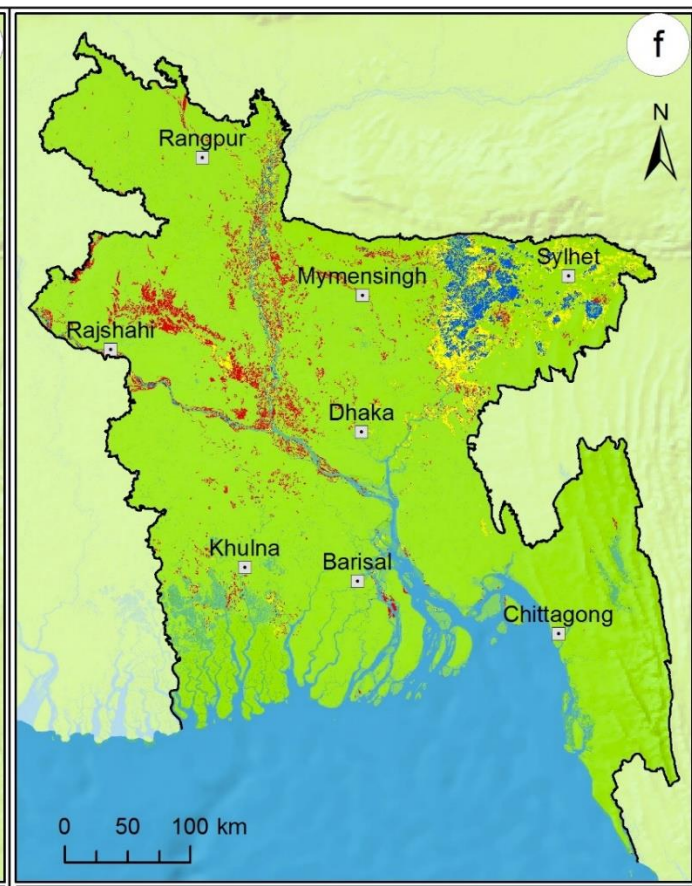 f
N
Rangpur
Sylhet
Mymensingh
Rajshahi
Dhaka
Khulna
Barisal
Chittagong
0 50 100 km